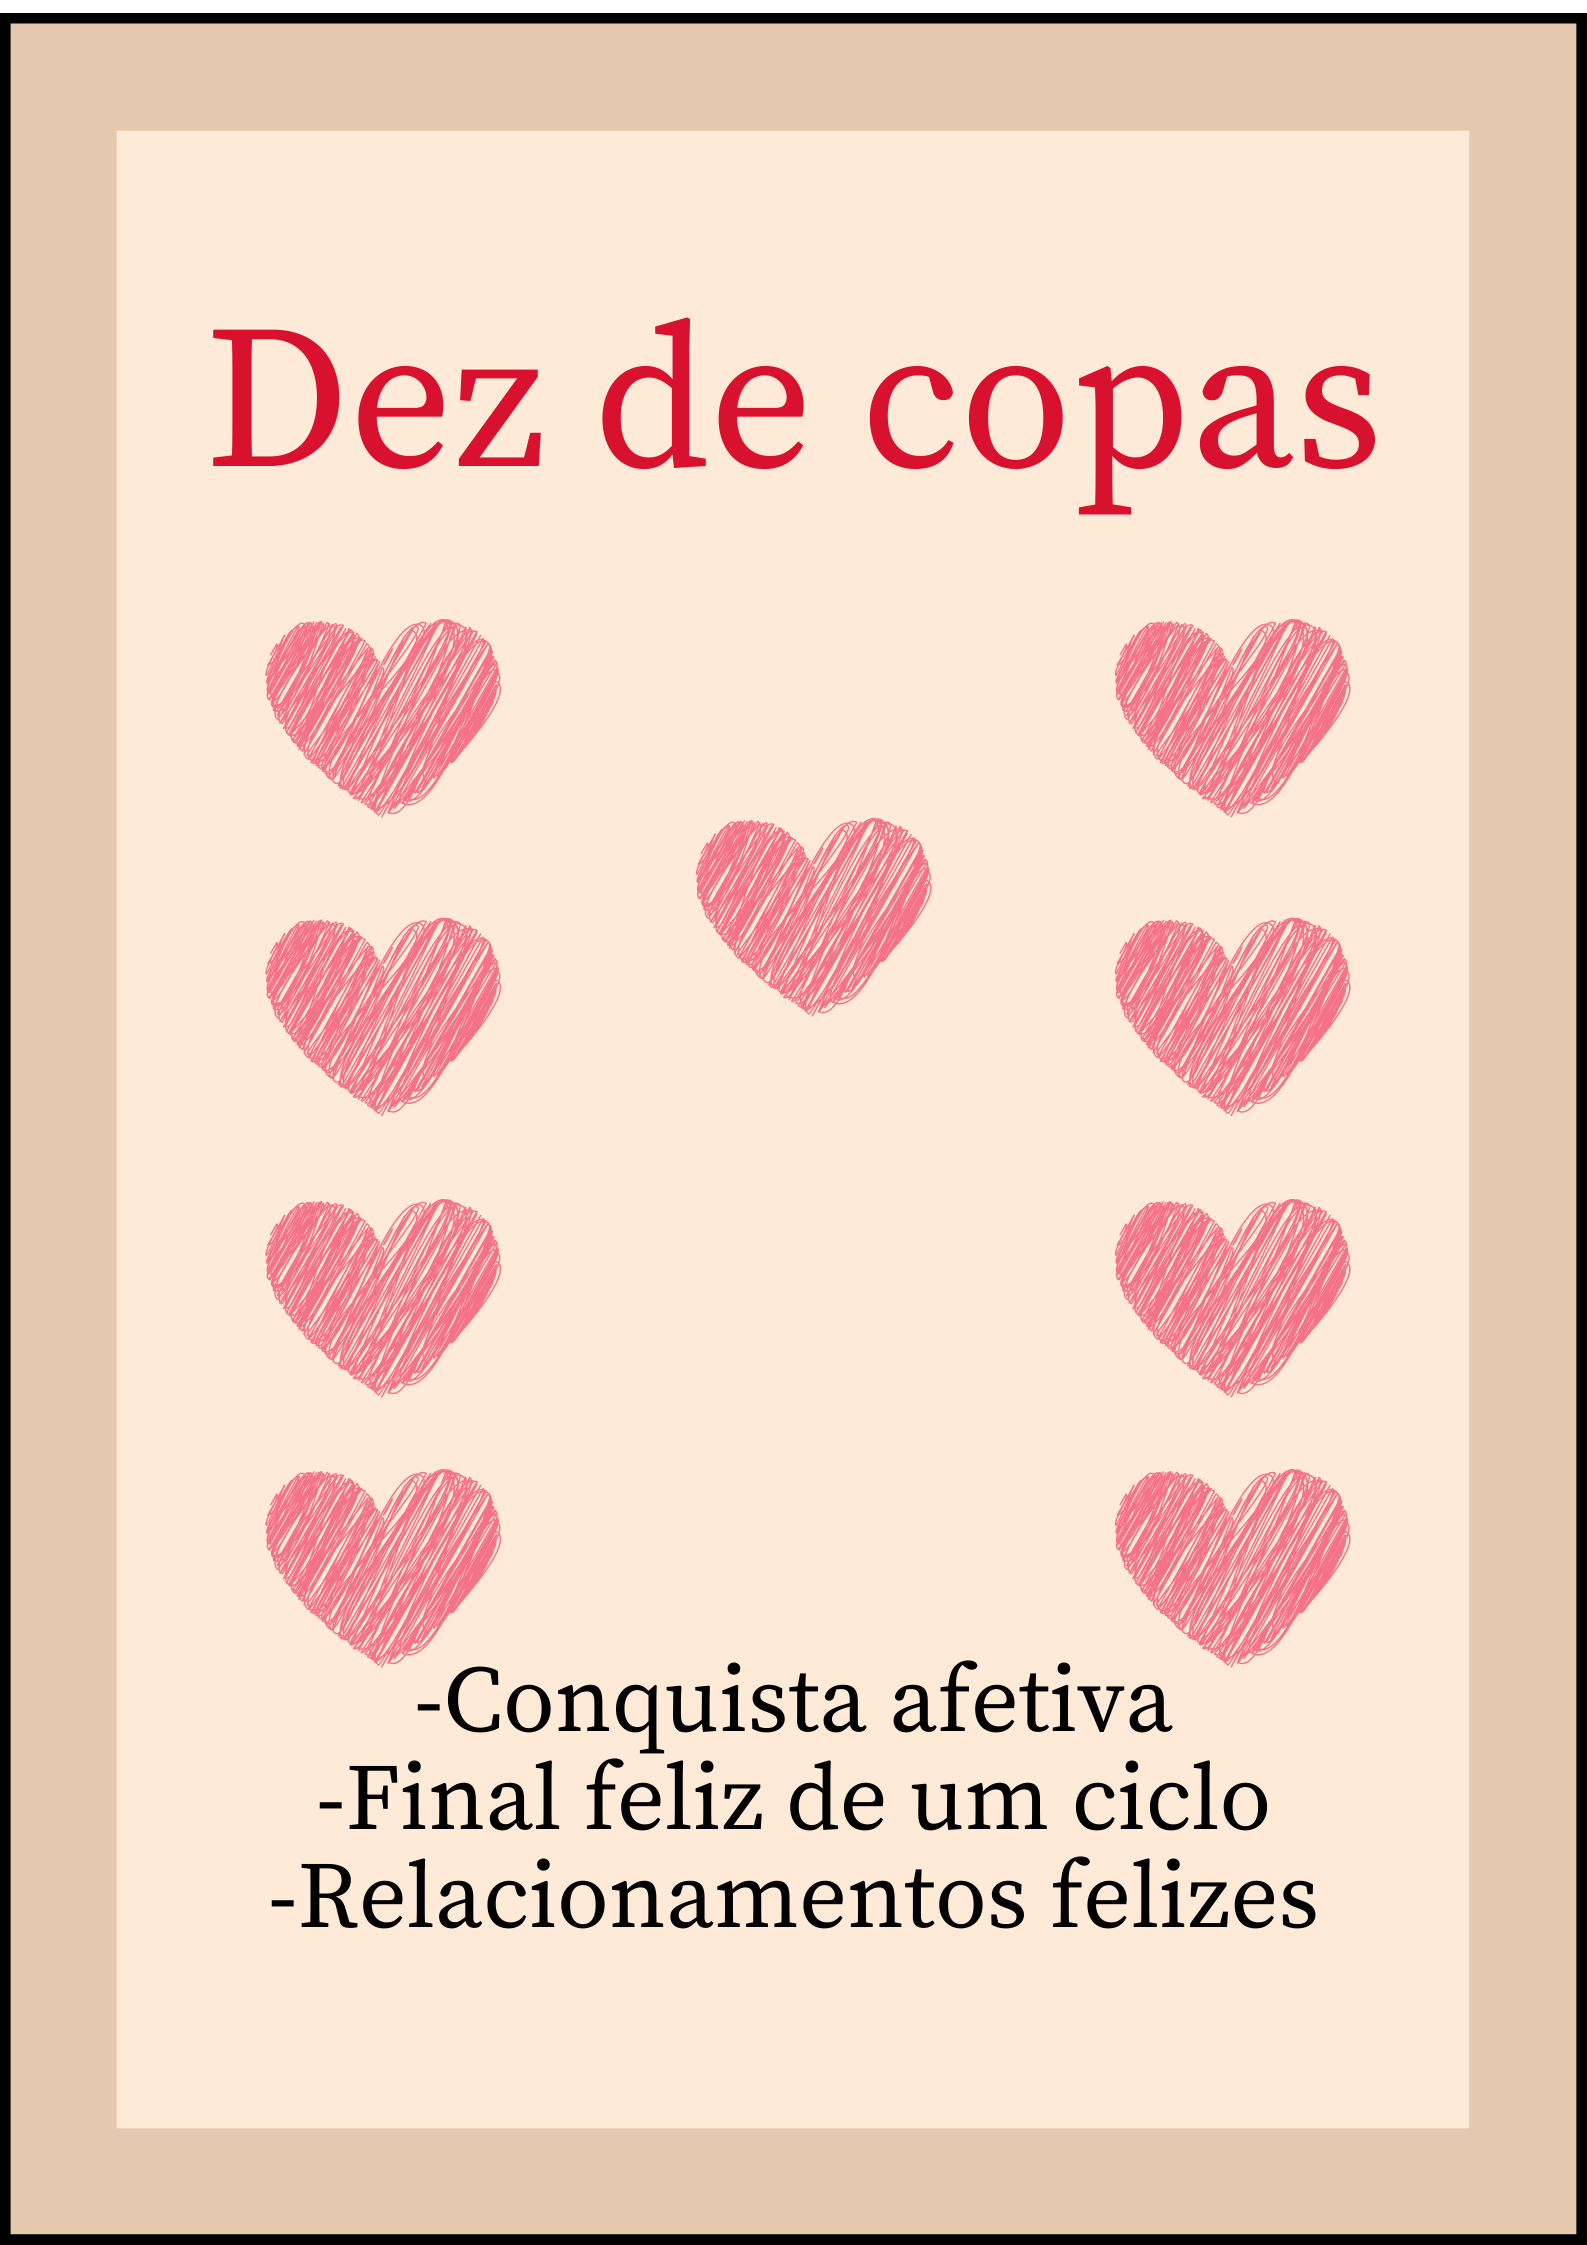 Dez de copas
-Conquista afetiva
-Final feliz de um ciclo
-Relacionamentos felizes